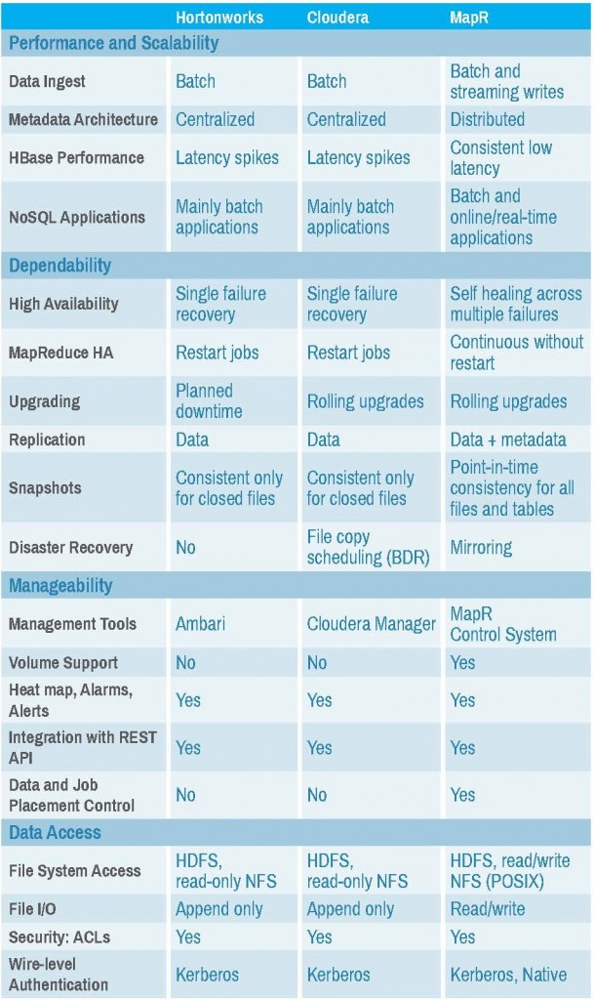 Hortonworks Cloudera MapR
Performance and Scalability
Data Ingest Batch Batch Batch and
streaming writes
Metadata Architecture Centralized Centralized Distributed
HBase Performance Latency spikes Latency spikes Consistent low
latency
NoSQL Applications Mainly batch
applications Mainly batch
applications Batch and
online/real-time
applications
Dependability
High Availability Single failure
recovery Single failure
recovery Self healing across
multiple failures
MapReduce HA Restart jobs Restart jobs Continuous without
restart
Upgrading Planned
downtime Rolling upgrades Rolling upgrades
Replication Data Data Data + metadata
Snapshots Consistent only
for closed files Consistent only
for closed files Point-in-time
consistency for all
files and tables
Disaster Recovery No File copy
scheduling (BDR) Mirroring
Manageability
Management Tools Ambari Cloudera Manager MapR
Control System
Volume Support No No Yes
Heat map, Alarms,
Alerts Yes Yes Yes
Integration with REST
API Yes Yes Yes
Data and Job
Placement Control No No Yes
Data Access
File System Access HDFS,
read-only NFS HDFS,
read-only NFS HDFS, read/write
NFS (POSIX)
File I/O Append only Append only Read/write
Security: ACLs Yes Yes Yes
Wire-level
Authentication Kerberos Kerberos Kerberos, Native